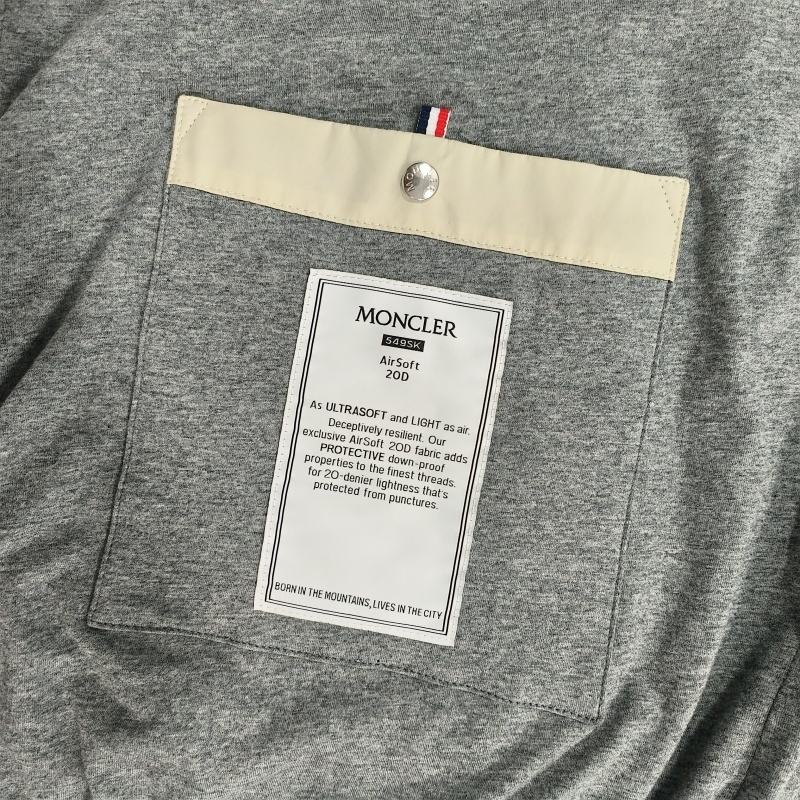 MONCLER
549SK
AirSoft
20D
As ULTRASOFT and LIGHT as air.
Deceptively resilient. Our
exclusive AirSoft 20D fabric adds
PROTECTIVE down-proof
properties to the finest threads.
for 20-denier lightness that's
protected from punctures.
BORN IN THE MOUNTAINS, LIVES IN THE CITY